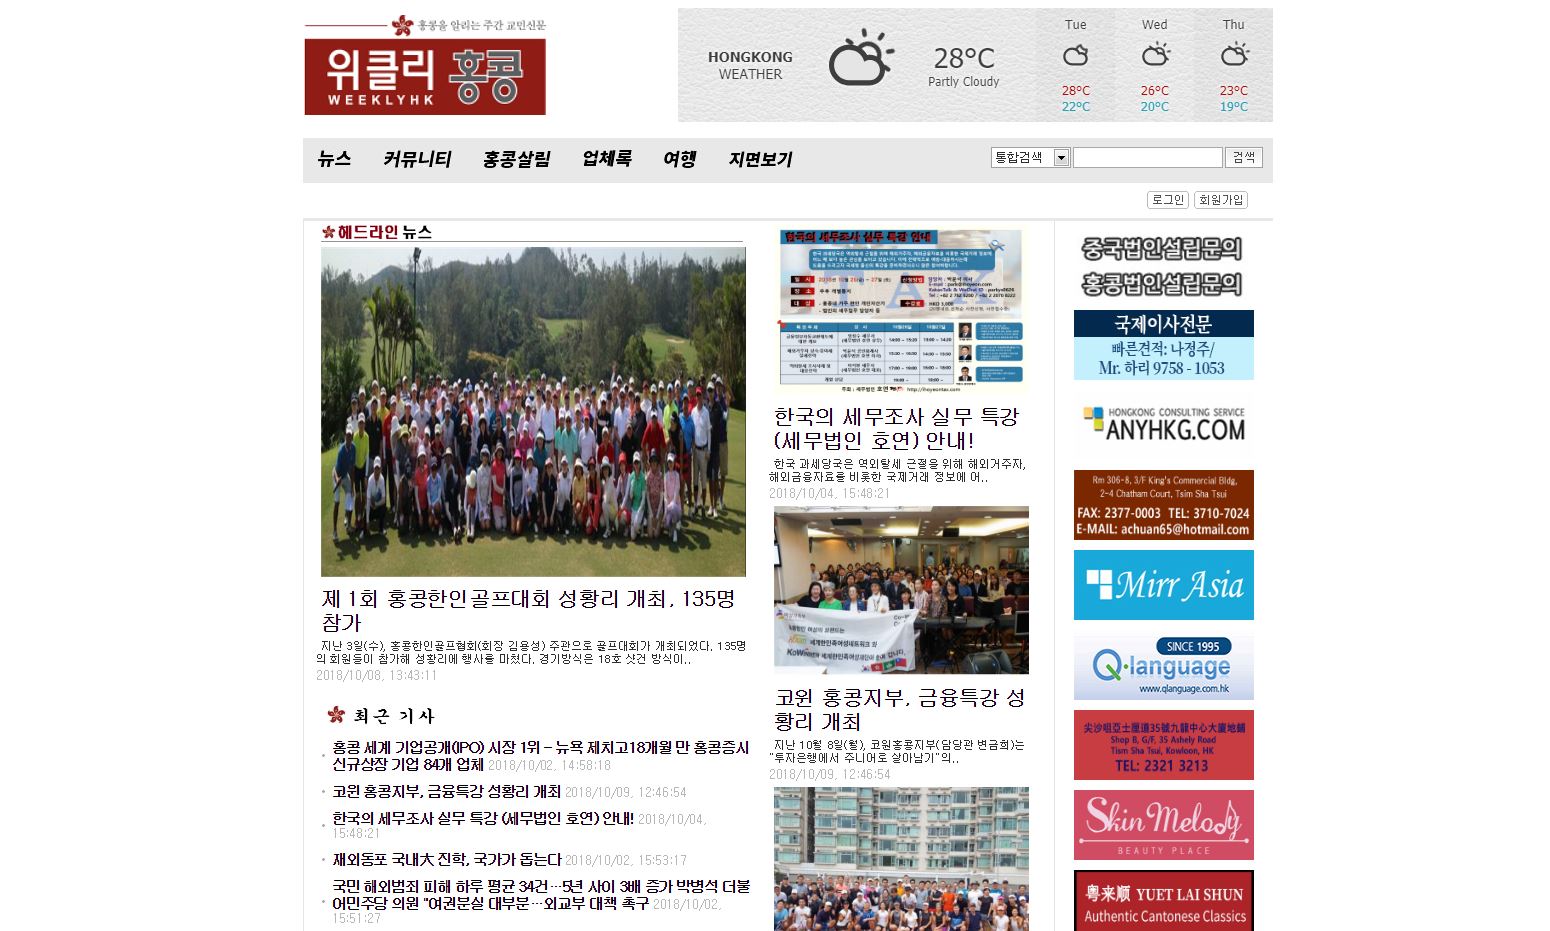 홍콩을 알리는 주간 교민신문
위클리 홍콩
WEEKLYHK
HONGKONG
WEATHER
28°C
Partly Cloudy
Tue
28°C
22°C
Wed
26°C
20°C
Thu
23°C
19°C
뉴스 커뮤니티 홍콩살림 업체록 여행 지면보기
통합검색 검색
로그인 회원가입
헤드라인 뉴스
제 1회 홍콩한인골프대회 성황리 개최, 135명
참가
지난 3일(수), 홍콩한인골프협회(회장 김용성) 주관으로 골프대회가 개최되었다. 135명
의 회원들이 참가해 성황리에 행사를 마쳤다. 경기방식은 18호 샷건 방식이..
2018/10/08, 13:43:11
최근 기사
홍콩 세계 기업공개(IPO) 시장 1위 – 뉴욕 제치고18개월 만 홍콩증시
신규상장 기업 84개 업체 2018/10/02, 14:58:18
코윈 홍콩지부, 금융특강 성황리 개최 2018/10/09, 12:46:54
한국의 세무조사 실무 특강 (세무법인 호연) 안내! 2018/10/04,
15:48:21
재외동포 국내大 진학, 국가가 돕는다 2018/10/02, 15:53:17
국민 해외범죄 피해 하루 평균 34건…5년 사이 3배 증가 박병석 더불
어민주당 의원 "여권분실 대부분…외교부 대책 촉구 2018/10/02,
15:51:27
한국의 세무조사 실무 특강 안내
한국의 세무조사 실무 특강
(세무법인 호연) 안내!
한국 과세당국은 역외탈세 근절을 위해 해외거주자,
해외금융자료를 비롯한 국제거래 정보에 어..
2018/10/04, 15:48:21
코윈 홍콩지부, 금융특강 성
황리 개최
지난 10월 8일(월), 코윈홍콩지부(담당관 변금희)는
"투자은행에서 주니어로 살아남기"의..
2018/10/09, 12:46:54
중국법인설립문의
홍콩법인설립문의
국제이사전문
빠른견적: 나정주/
Mr. 하리 9758 - 1053
HONGKONG CONSULTING SERVICE
ANYHKG.COM
Rm 306-8, 3/F King's Commercial Bldg,
2-4 Chatham Court, Tsim Sha Tsui
FAX: 2377-0003 TEL: 3710-7024
E-MAIL: achuan65@hotmail.com
Mirr Asia
SINCE 1995
Q·language
www.qlanguage.com.hk
尖沙咀亞士厘道35號九龍中心大廈地鋪
Shop B, G/F, 35 Ashely Road
Tism Sha Tsui, Kowloon, HK
TEL: 2321 3213
Skin Melody
BEAUTY PLACE
粤来顺 YUET LAI SHUN
Authentic Cantonese Classics